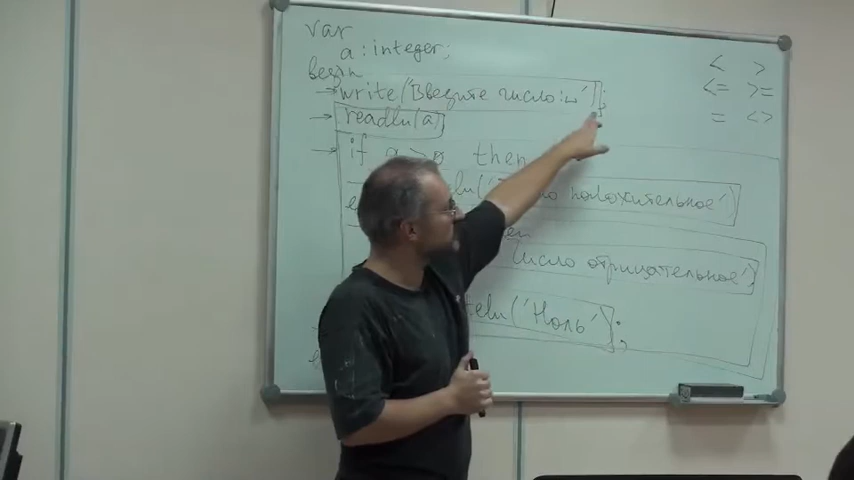 var
a : integer;
begin
write('Введите число: ');
readln(a)
if a > 0 then
положительное')
число отрицательное')
('Ноль');
< >
<= >=
= <>